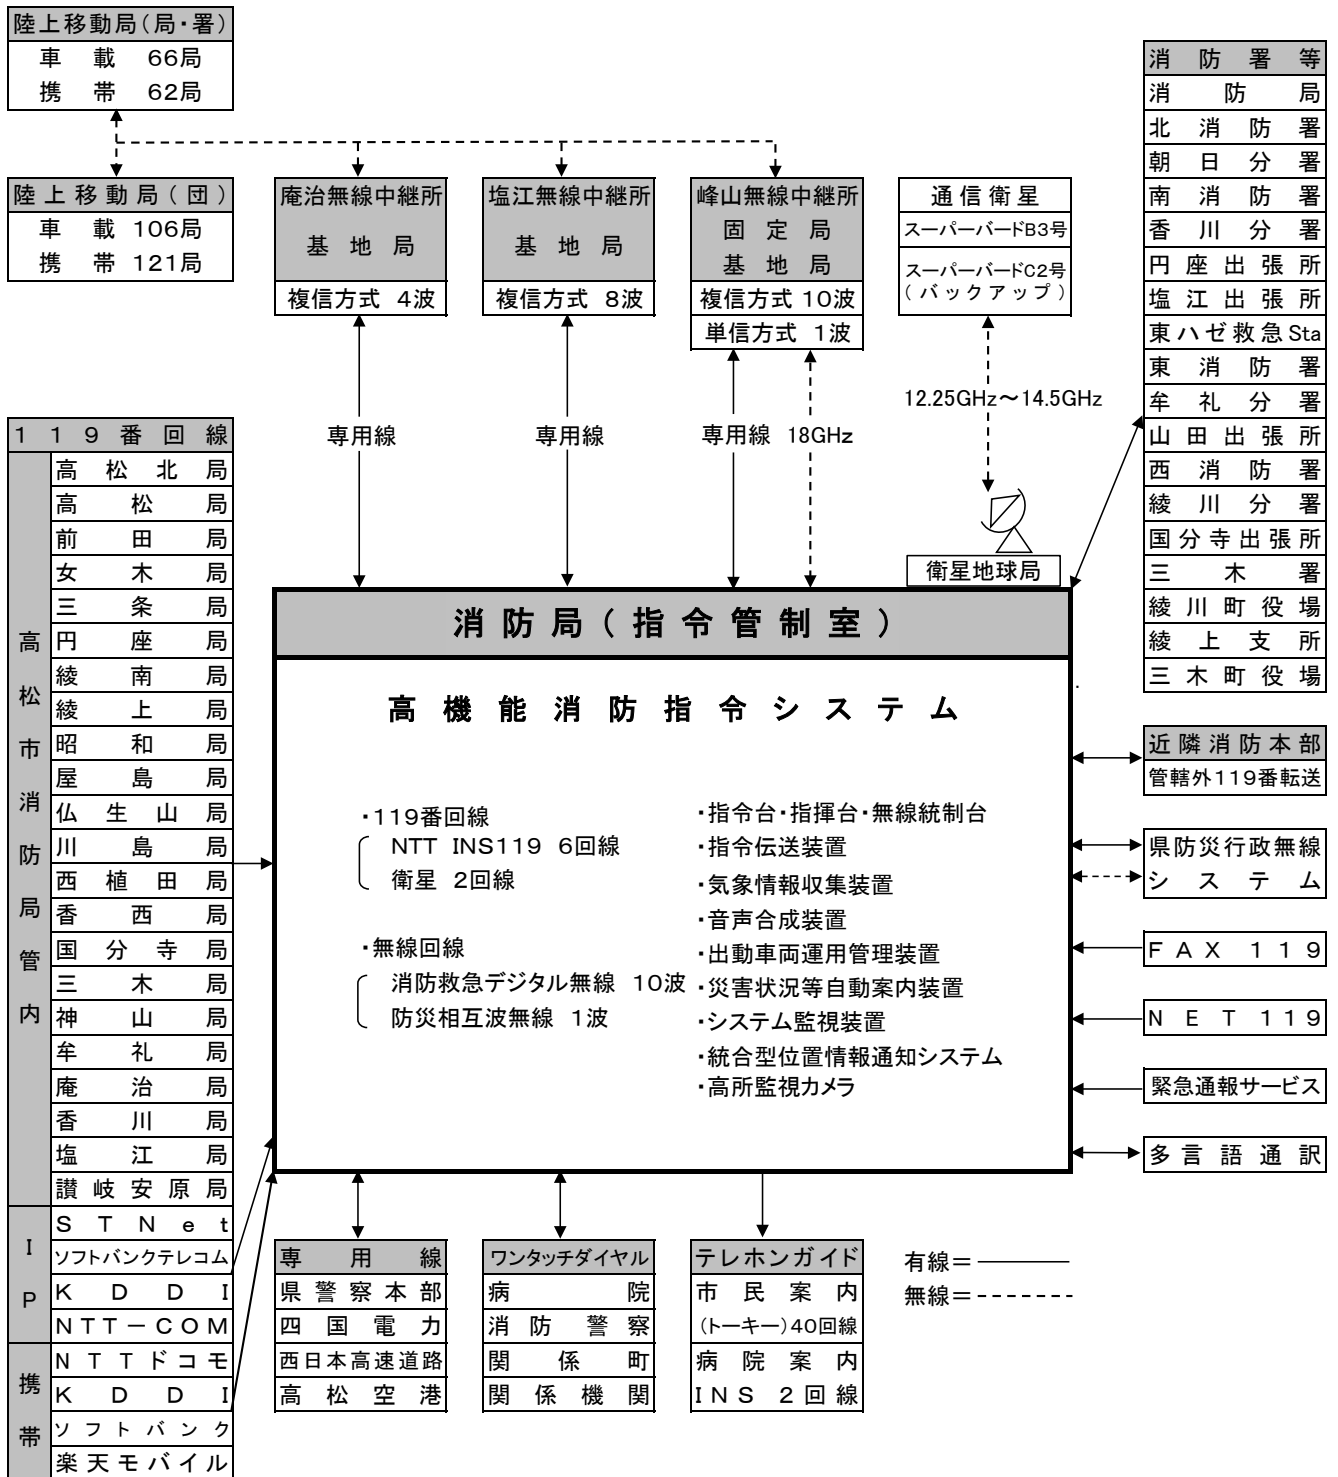 陸上移動局(局・署)
車載 66局
携帯 62局
陸上移動局(団)
車載 106局
携帯 121局
庵治無線中継所
基地局
複信方式 4波
塩江無線中継所
基地局
複信方式 8波
峰山無線中継所
固定局
基地局
複信方式 10波
単信方式 1波
通信衛星
スーパーバードB3号
スーパーバードC2号
(バックアップ)
消防署等
消防局
北消防署
朝日分署
南消防署
香川分署
円座出張所
塩江出張所
東ハゼ救急Sta
東消防署
牟礼分署
山田出張所
西消防署
綾川分署
国分寺出張所
三木署
綾川町役場
綾上支所
三木町役場
専用線
専用線
専用線 18GHz
12.25GHz~14.5GHz
衛星地球局
119番回線
高松市消防局管内
高松北局
高松局
前田局
女木局
三条局
円座局
綾南局
綾上局
昭和局
屋島局
仏生山局
川島局
西植田局
香西局
国分寺局
三木局
神山局
牟礼局
庵治局
香川局
塩江局
讃岐安原局
IP
STNet
ソフトバンクテレコム
KDDI
NTT-COM
携帯
NTTドコモ
KDDI
ソフトバンク
楽天モバイル
消防局(指令管制室)
高機能消防指令システム
・119番回線
NTT INS119 6回線
衛星 2回線
・無線回線
消防救急デジタル無線 10波
防災相互波無線 1波
・指令台・指揮台・無線統制台
・指令伝送装置
・気象情報収集装置
・音声合成装置
・出動車両運用管理装置
・災害状況等自動案内装置
・システム監視装置
・統合型位置情報通知システム
・高所監視カメラ
近隣消防本部
管轄外119番転送
県防災行政無線
システム
FAX119
NET119
緊急通報サービス
多言語通訳
専用線
県警察本部
四国電力
西日本高速道路
高松空港
ワンタッチダイヤル
病院
消防警察
関係町
関係機関
テレホンガイド
市民案内
(トーキー)40回線
病院案内
INS 2回線
有線=
無線=